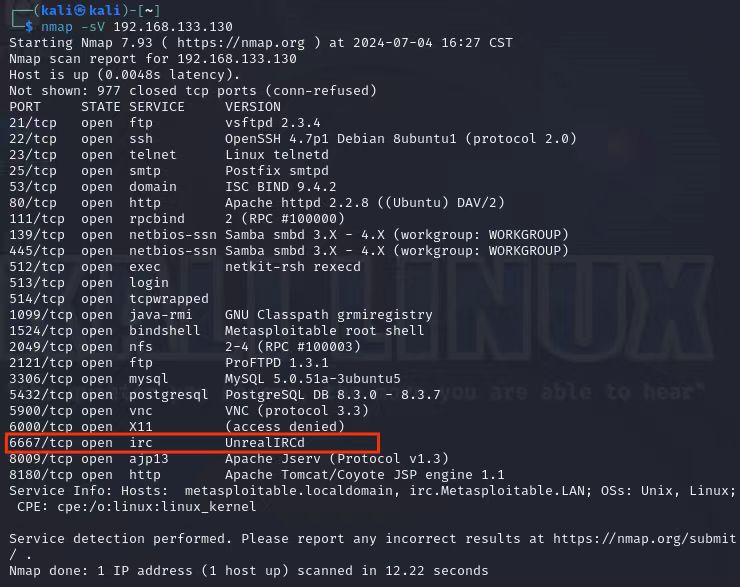 ┌──(kali㉿kali)-[~]
└─$ nmap -sV 192.168.133.130
Starting Nmap 7.93 ( https://nmap.org ) at 2024-07-04 16:27 CST
Nmap scan report for 192.168.133.130
Host is up (0.0048s latency).
Not shown: 977 closed tcp ports (conn-refused)
PORT     STATE SERVICE     VERSION
21/tcp   open  ftp         vsftpd 2.3.4
22/tcp   open  ssh         OpenSSH 4.7p1 Debian 8ubuntu1 (protocol 2.0)
23/tcp   open  telnet      Linux telnetd
25/tcp   open  smtp        Postfix smtpd
53/tcp   open  domain      ISC BIND 9.4.2
80/tcp   open  http        Apache httpd 2.2.8 ((Ubuntu) DAV/2)
111/tcp  open  rpcbind     2 (RPC #100000)
139/tcp  open  netbios-ssn Samba smbd 3.X - 4.X (workgroup: WORKGROUP)
445/tcp  open  netbios-ssn Samba smbd 3.X - 4.X (workgroup: WORKGROUP)
512/tcp  open  exec        netkit-rsh rexecd
513/tcp  open  login
514/tcp  open  tcpwrapped
1099/tcp open  java-rmi    GNU Classpath grmiregistry
1524/tcp open  bindshell   Metasploitable root shell
2049/tcp open  nfs         2-4 (RPC #100003)
2121/tcp open  ftp         ProFTPD 1.3.1
3306/tcp open  mysql       MySQL 5.0.51a-3ubuntu5
5432/tcp open  postgresql  PostgreSQL DB 8.3.0 - 8.3.7
5900/tcp open  vnc         VNC (protocol 3.3)
6000/tcp open  X11         (access denied)
6667/tcp open  irc         UnrealIRCd
8009/tcp open  ajp13       Apache Jserv (Protocol v1.3)
8180/tcp open  http        Apache Tomcat/Coyote JSP engine 1.1
Service Info: Hosts:  metasploitable.localdomain, irc.Metasploitable.LAN; OSs: Unix, Linux;
 CPE: cpe:/o:linux:linux_kernel
Service detection performed. Please report any incorrect results at https://nmap.org/submit
/ .
Nmap done: 1 IP address (1 host up) scanned in 12.22 seconds
KALI LINUX
you are able to hear"